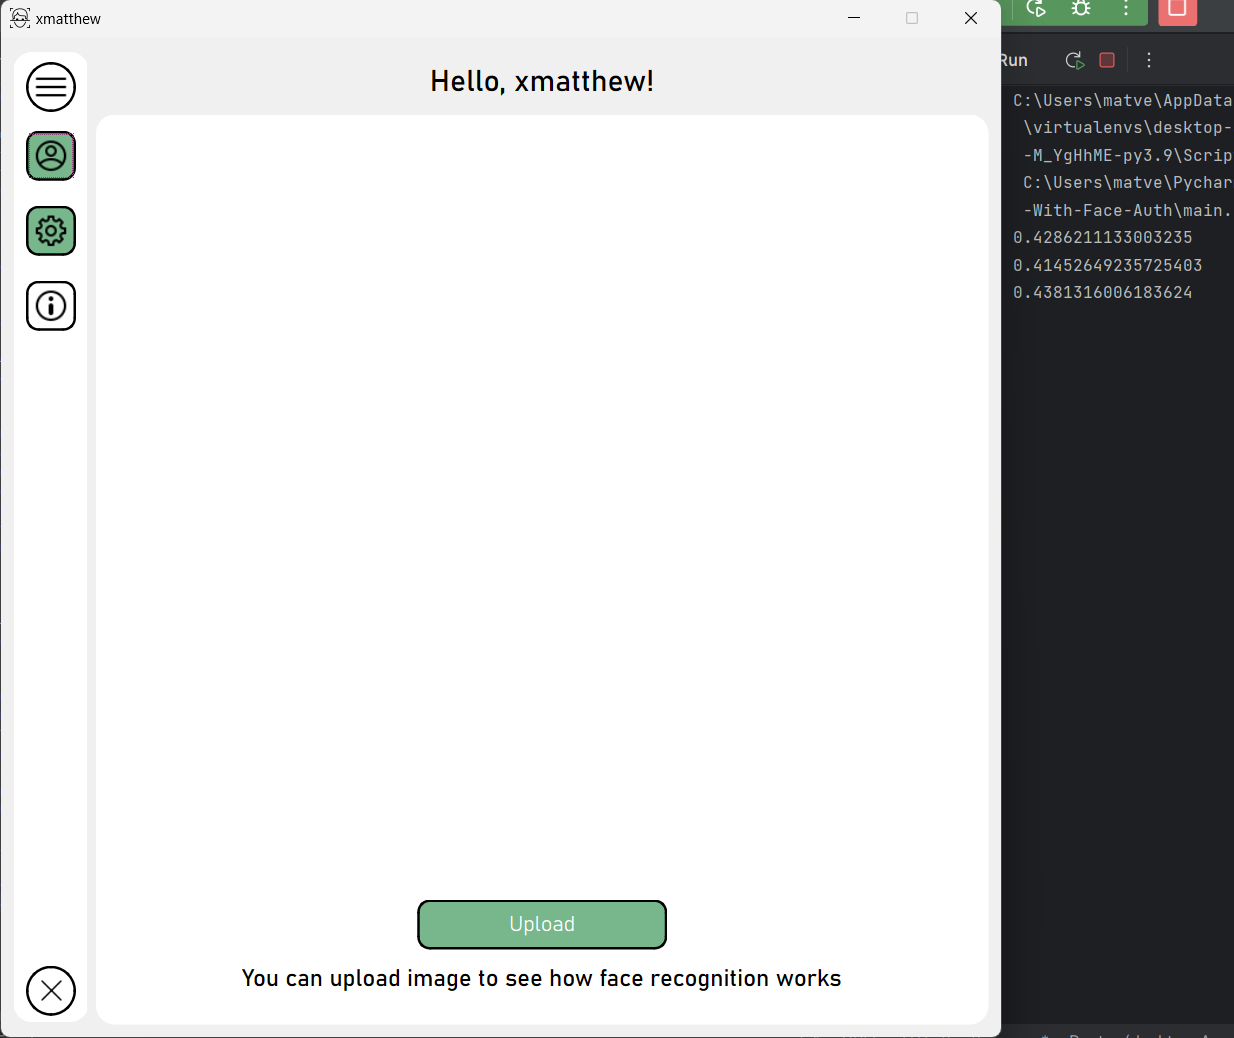 xmatthew
Hello, xmatthew!
Upload
You can upload image to see how face recognition works
Run
C:\Users\matve\AppData
\virtualenvs\desktop-
-M_YgHhME-py3.9\Scrip
C:\Users\matve\Pychar
-With-Face-Auth\main.
0.4286211133003235
0.41452649235725403
0.4381316006183624